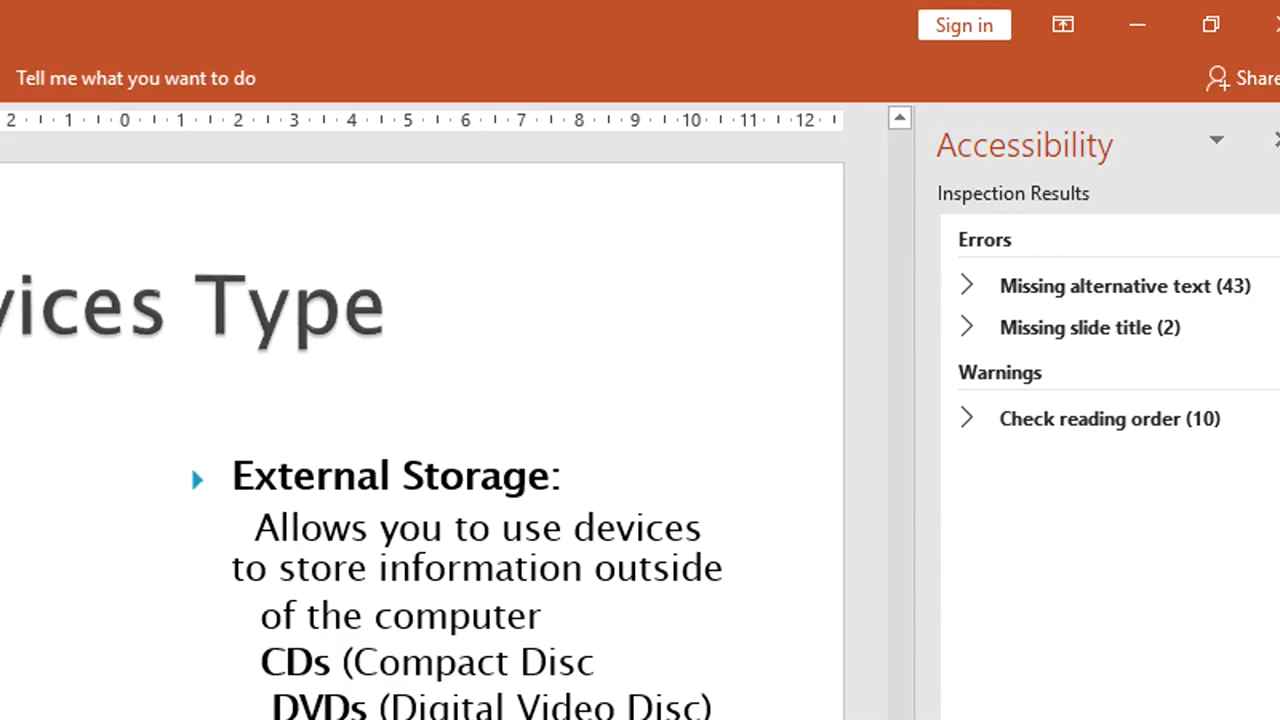 Sign in
Tell me what you want to do
Share
2 1 0 1 2 3 4 5 6 7 8 9 10 11 12
vices Type
External Storage:
Allows you to use devices
to store information outside
of the computer
CDs (Compact Disc
DVDs (Digital Video Disc)
Accessibility
Inspection Results
Errors
Missing alternative text (43)
Missing slide title (2)
Warnings
Check reading order (10)